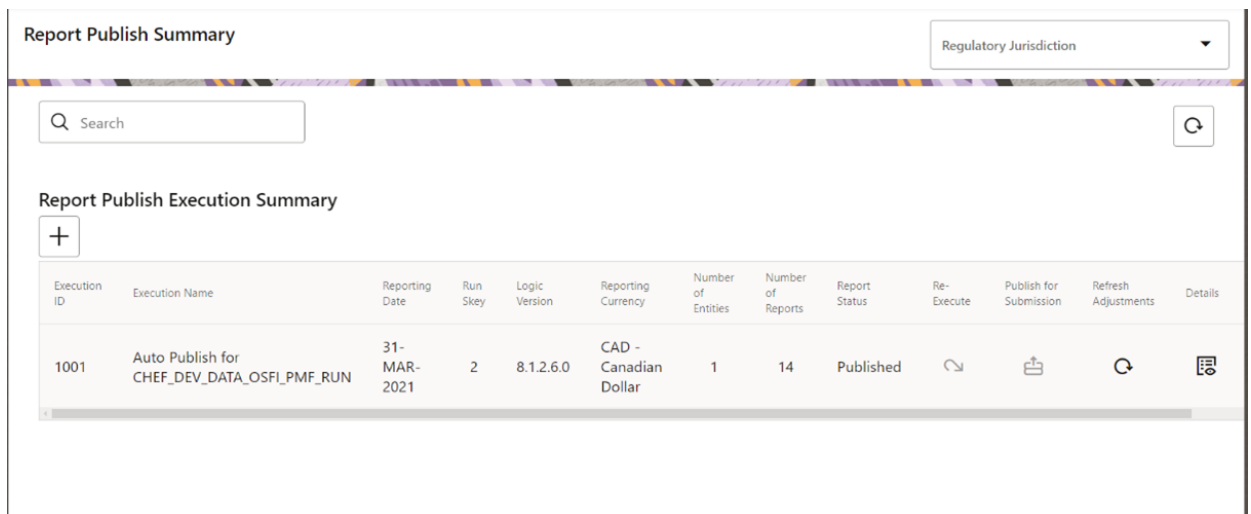 Report Publish Summary
Regulatory Jurisdiction
Search
Report Publish Execution Summary
Execution ID
Execution Name
Reporting Date
Run Skey
Logic Version
Reporting Currency
Number of Entities
Number of Reports
Report Status
Re-Execute
Publish for Submission
Refresh Adjustments
Details
1001
Auto Publish for
CHEF_DEV_DATA_OSFI_PMF_RUN
31-
MAR-
2021
2
8.1.2.6.0
CAD -
Canadian
Dollar
1
14
Published